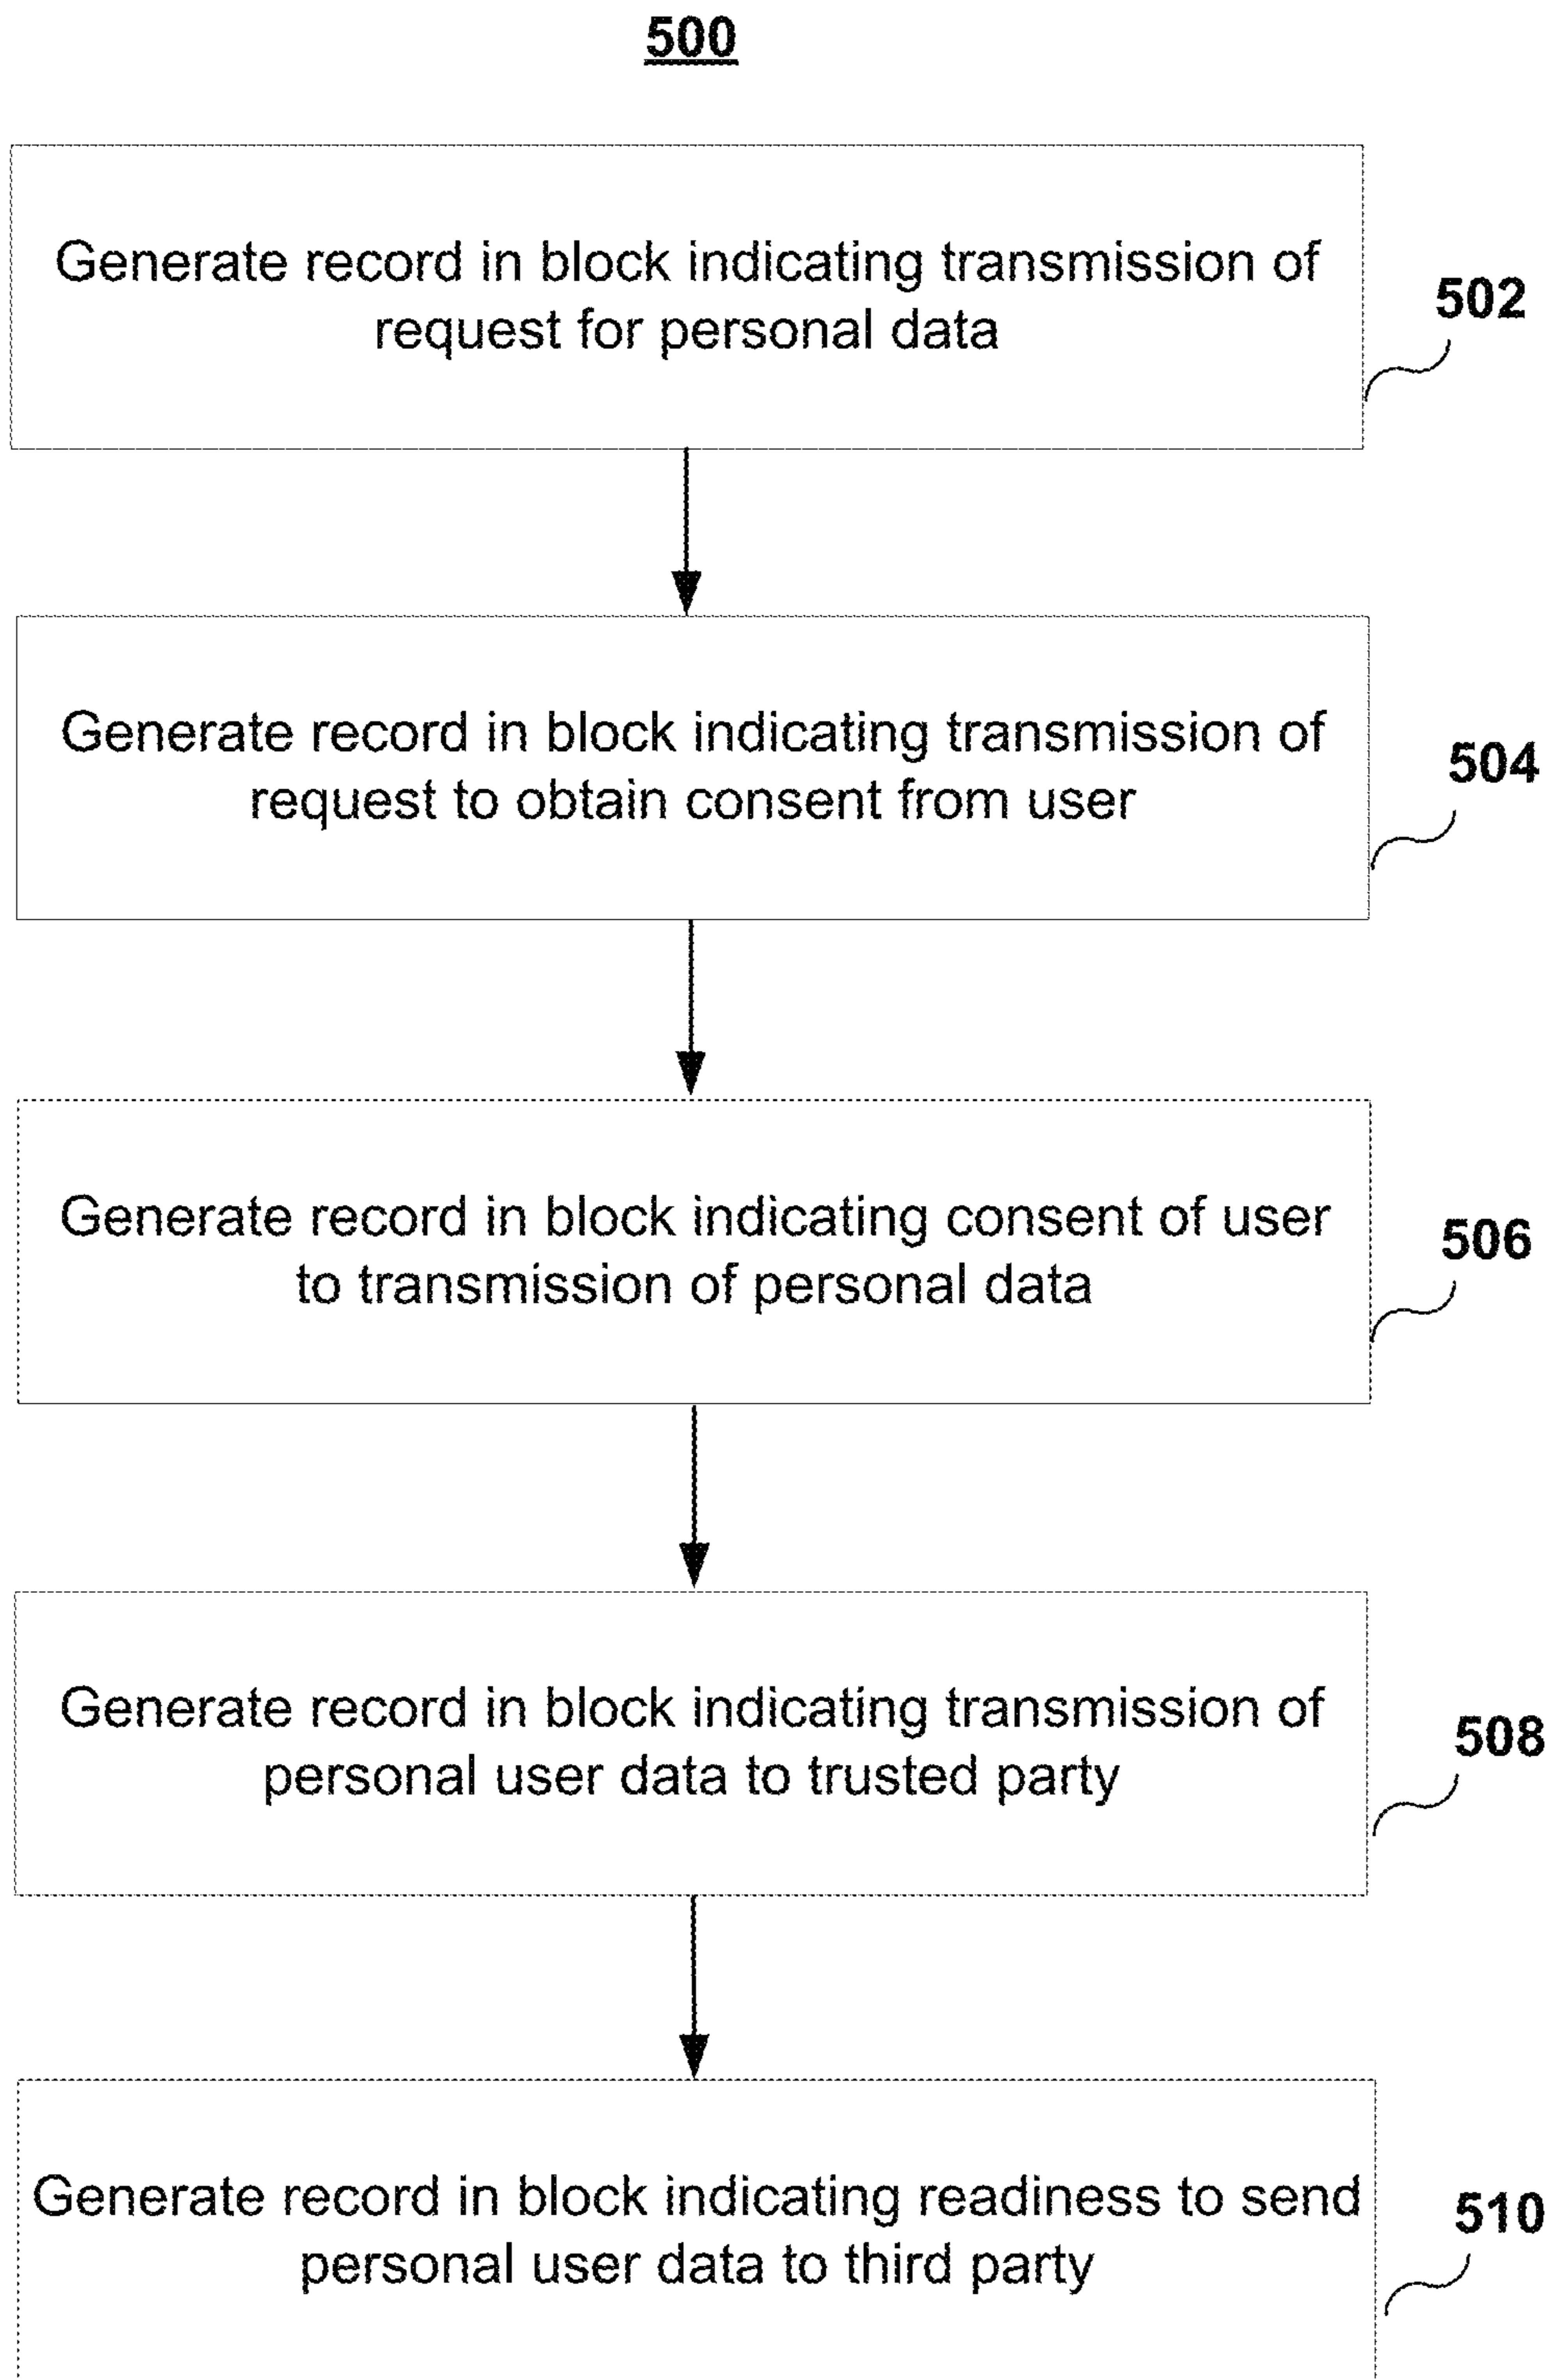 500
Generate record in block indicating transmission of
request for personal data
502
Generate record in block indicating transmission of
request to obtain consent from user
504
Generate record in block indicating consent of user
to transmission of personal data
506
Generate record in block indicating transmission of
personal user data to trusted party
508
Generate record in block indicating readiness to send
personal user data to third party
510